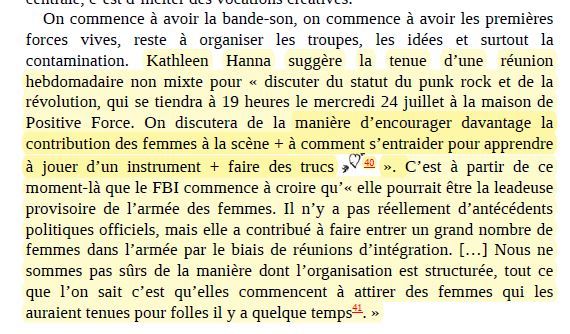 centrale, c'est d'inciter des vocations créatives.
On commence à avoir la bande-son, on commence à avoir les premières
forces vives, reste à organiser les troupes, les idées et surtout la
contamination. Kathleen Hanna suggère la tenue d'une réunion
hebdomadaire non mixte pour « discuter du statut du punk rock et de la
révolution, qui se tiendra à 19 heures le mercredi 24 juillet à la maison de
Positive Force. On discutera de la manière d'encourager davantage la
contribution des femmes à la scène + à comment s'entraider pour apprendre
à jouer d'un instrument + faire des trucs 40 ». C'est à partir de ce
moment-là que le FBI commence à croire qu'« elle pourrait être la leadeuse
provisoire de l'armée des femmes. Il n'y a pas réellement d'antécédents
politiques officiels, mais elle a contribué à faire entrer un grand nombre de
femmes dans l'armée par le biais de réunions d'intégration. […] Nous ne
sommes pas sûrs de la manière dont l'organisation est structurée, tout ce
que l'on sait c'est qu'elles commencent à attirer des femmes qui les
auraient tenues pour folles il y a quelque temps41. »